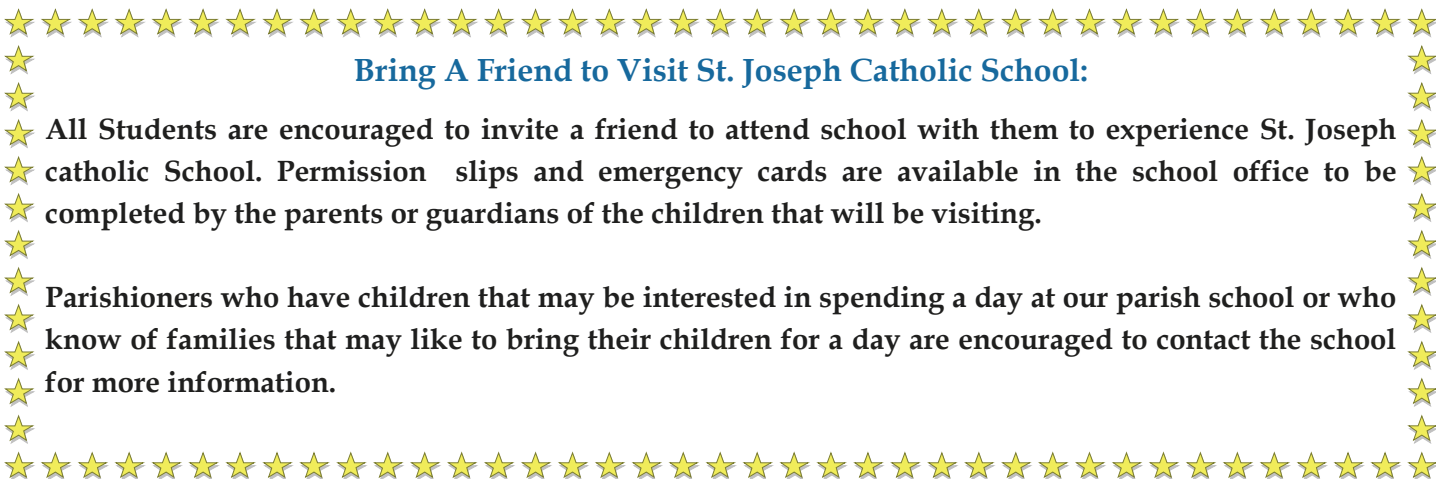 Bring A Friend to Visit St. Joseph Catholic School:
All Students are encouraged to invite a friend to attend school with them to experience St. Joseph
catholic School. Permission slips and emergency cards are available in the school office to be
completed by the parents or guardians of the children that will be visiting.
Parishioners who have children that may be interested in spending a day at our parish school or who
know of families that may like to bring their children for a day are encouraged to contact the school
for more information.